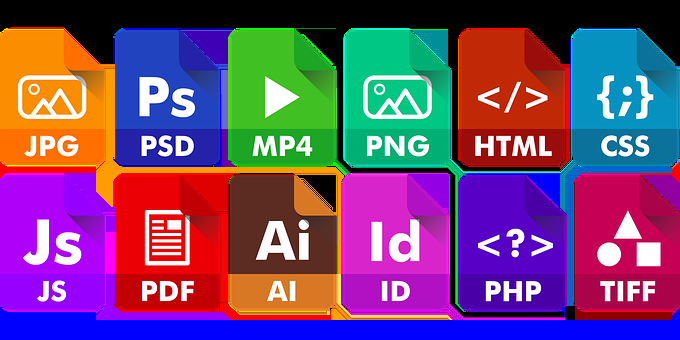 Ps
</>
{;}
JPG
PSD
MP4
PNG
HTML
CSS
Js
Ai
Id
<?>
JS
PDF
AI
ID
PHP
TIFF